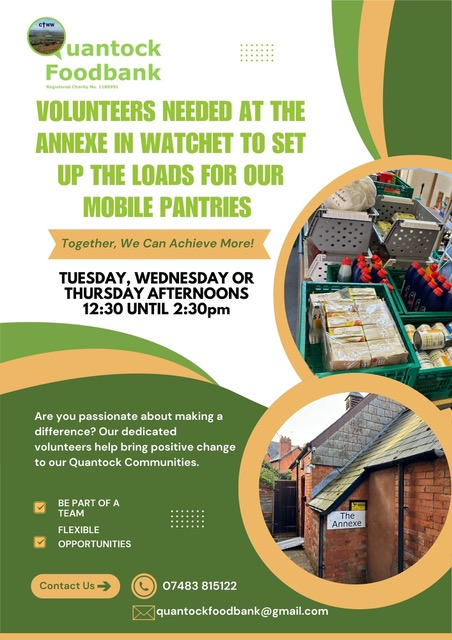 CTWW
Quantock
Foodbank
Registered Charity No. 1188991
VOLUNTEERS NEEDED AT THE
ANNEXE IN WATCHET TO SET
UP THE LOADS FOR OUR
MOBILE PANTRIES
Together, We Can Achieve More!
TUESDAY, WEDNESDAY OR
THURSDAY AFTERNOONS
12:30 UNTIL 2:30pm
Are you passionate about making a
difference? Our dedicated
volunteers help bring positive change
to our Quantock Communities.
BE PART OF A
TEAM
FLEXIBLE
OPPORTUNITIES
The
Annexe
Contact Us
07483 815122
quantockfoodbank@gmail.com